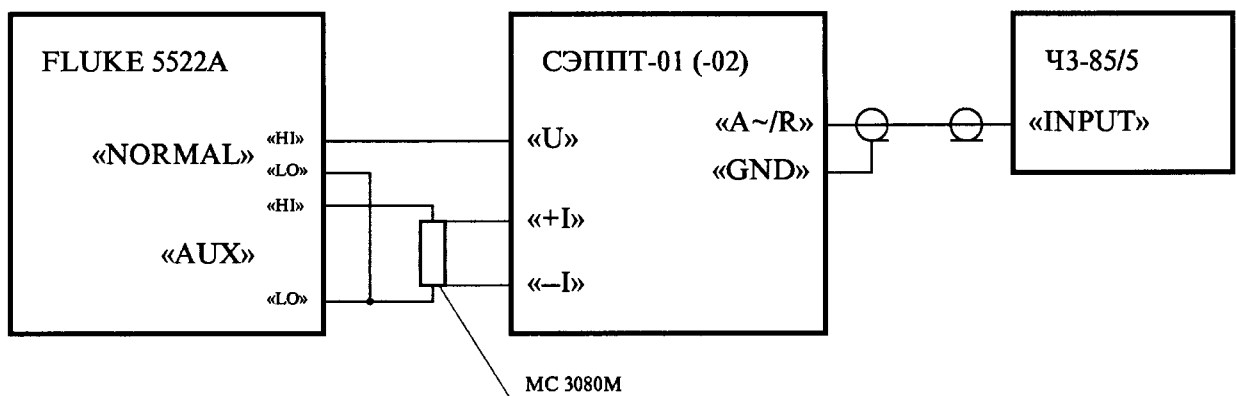 FLUKE 5522A
«NORMAL»
«HI»
«LO»
«HI»
«AUX»
«LO»
СЭППТ-01 (-02)
«U»
«+I»
«–I»
«A~/R»
«GND»
Ч3-85/5
«INPUT»
МС 3080М